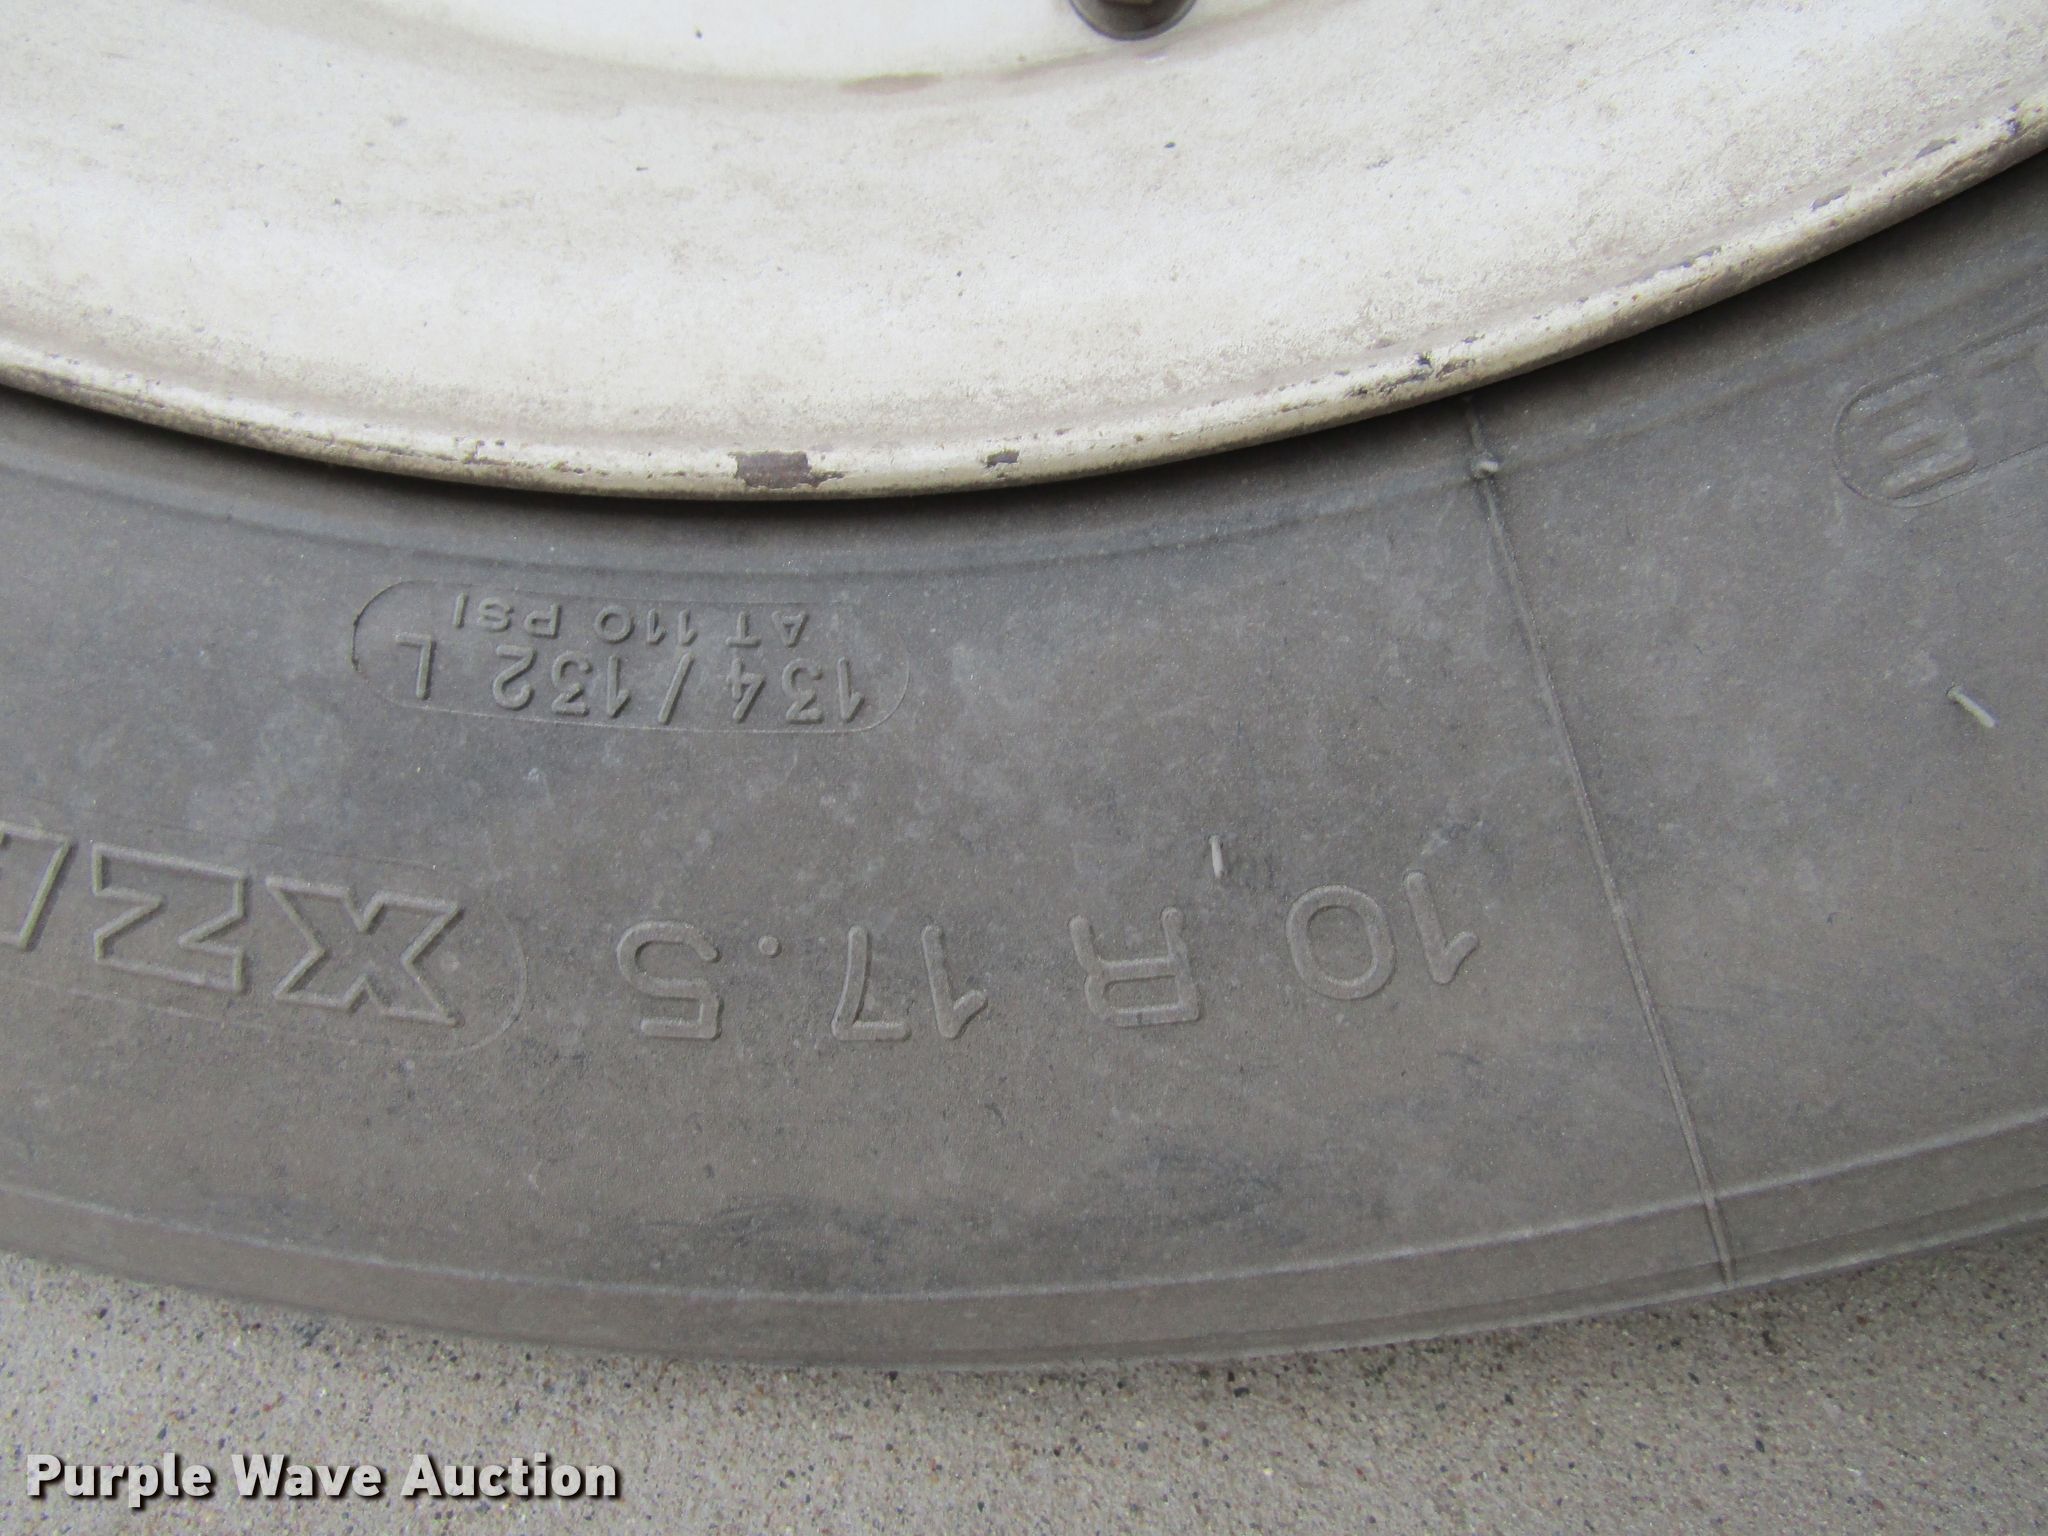 134/132 L
AT 110 PSI
10 R 17.5
Purple Wave Auction